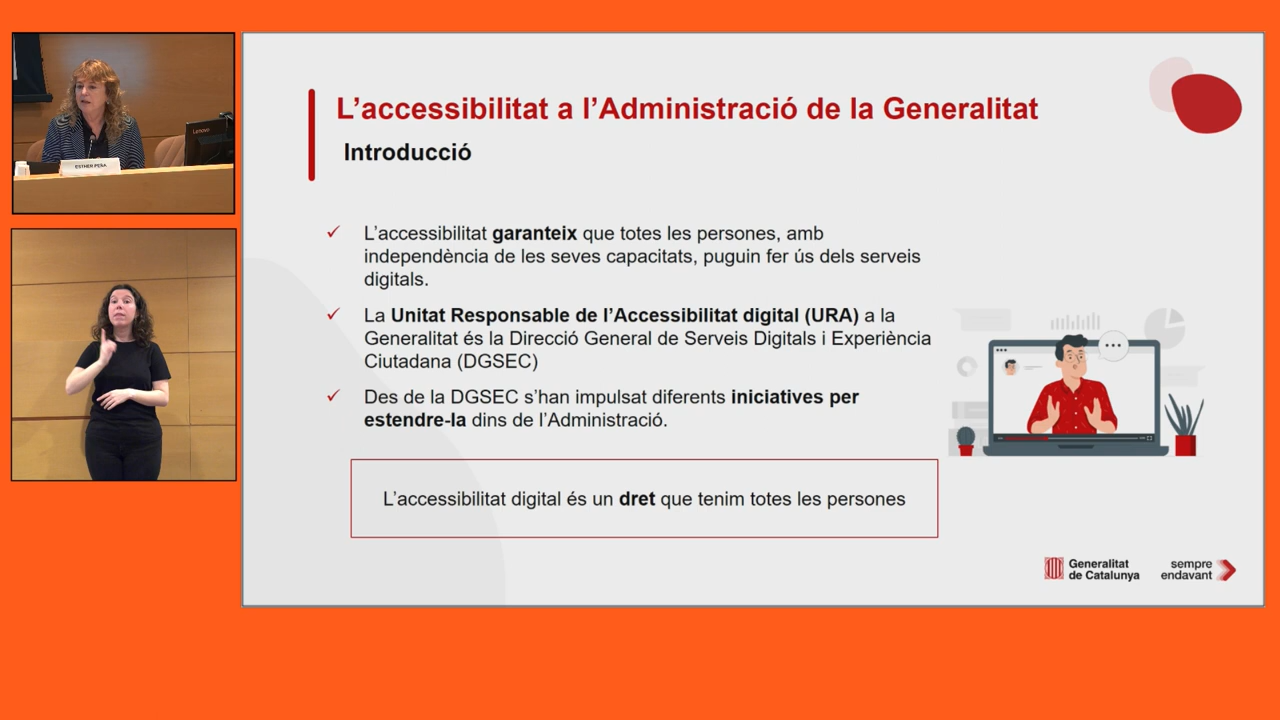 Lenovo
ESTHER PEÑA
L’accessibilitat a l’Administració de la Generalitat
Introducció
L’accessibilitat garanteix que totes les persones, amb
independència de les seves capacitats, puguin fer ús dels serveis
digitals.
La Unitat Responsable de l’Accessibilitat digital (URA) a la
Generalitat és la Direcció General de Serveis Digitals i Experiència
Ciutadana (DGSEC)
Des de la DGSEC s’han impulsat diferents iniciatives per
estendre-la dins de l’Administració.
L’accessibilitat digital és un dret que tenim totes les persones
Generalitat
de Catalunya
sempre
endavant